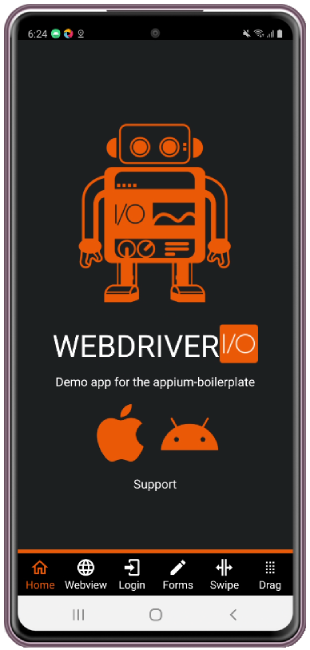 6:24
I/O
WEBDRIVER I/O
Demo app for the appium-boilerplate
Support
Home Webview Login Forms Swipe Drag